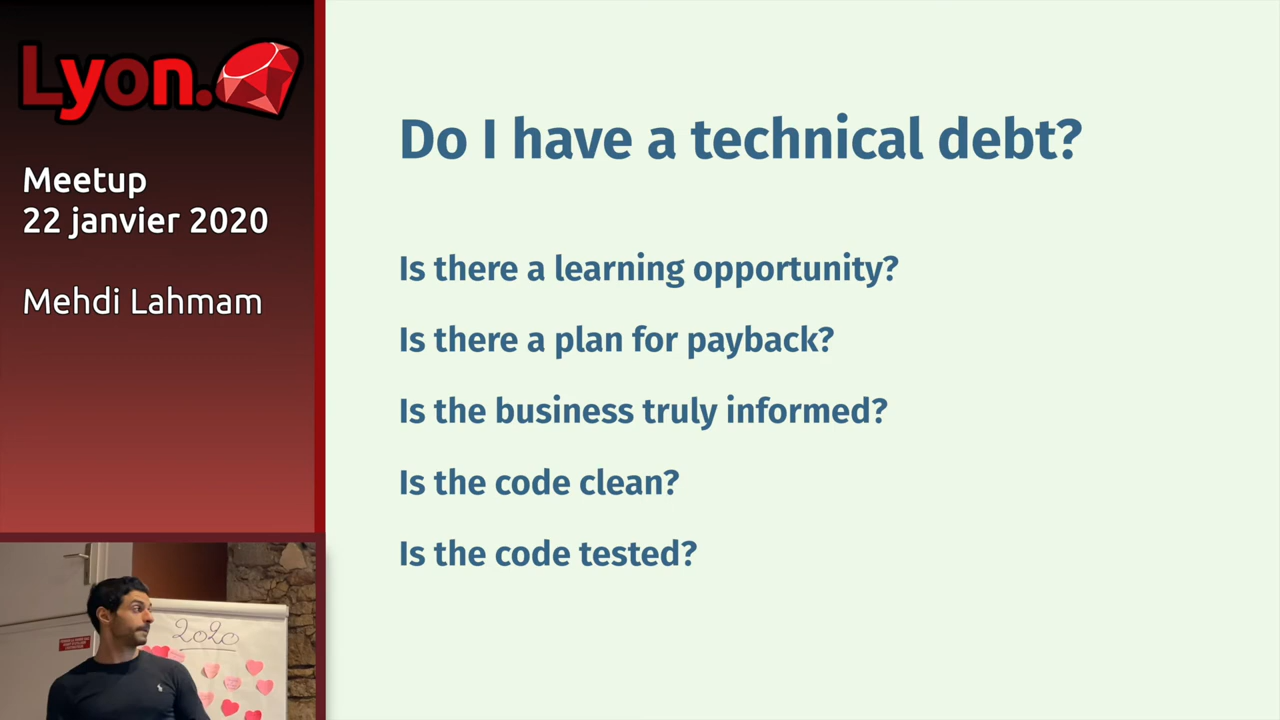 Lyon.
Meetup
22 janvier 2020
Mehdi Lahmam
Do I have a technical debt?
Is there a learning opportunity?
Is there a plan for payback?
Is the business truly informed?
Is the code clean?
Is the code tested?
2020